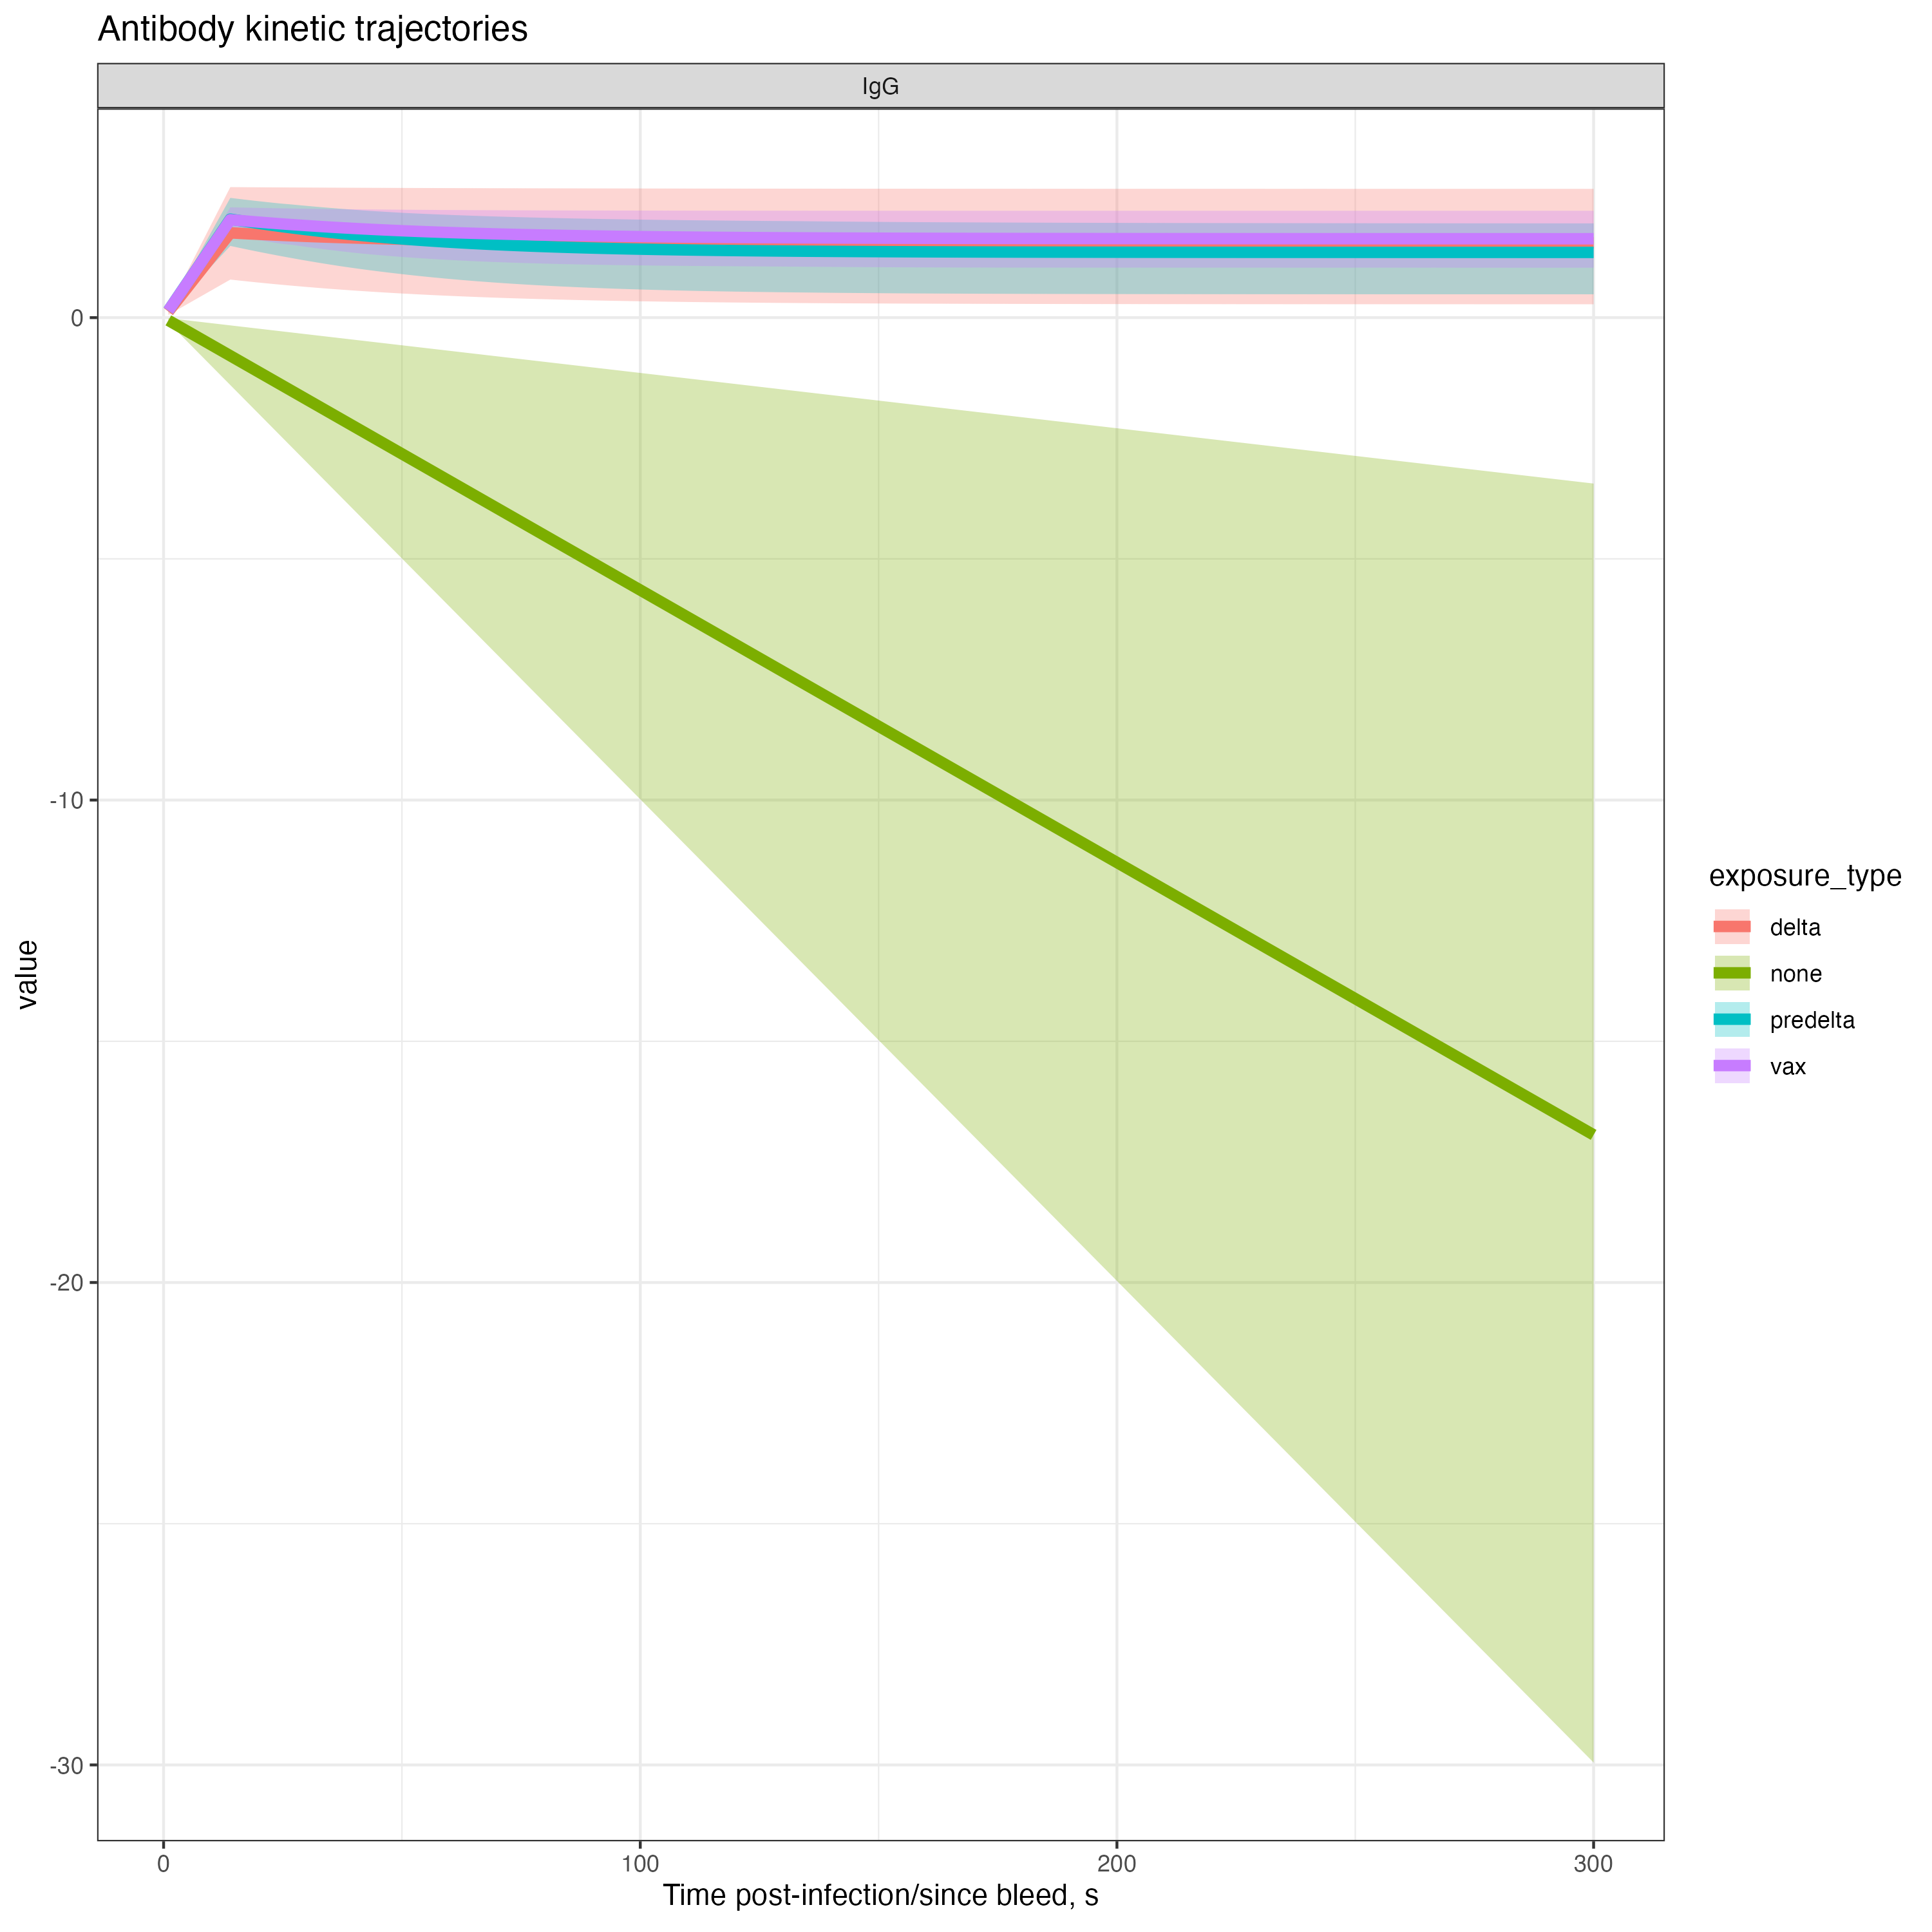 Antibody kinetic trajectories
IgG
0
-10
-20
-30
value
0 100 200 300
Time post-infection/since bleed, s
exposure_type
delta
none
predelta
vax